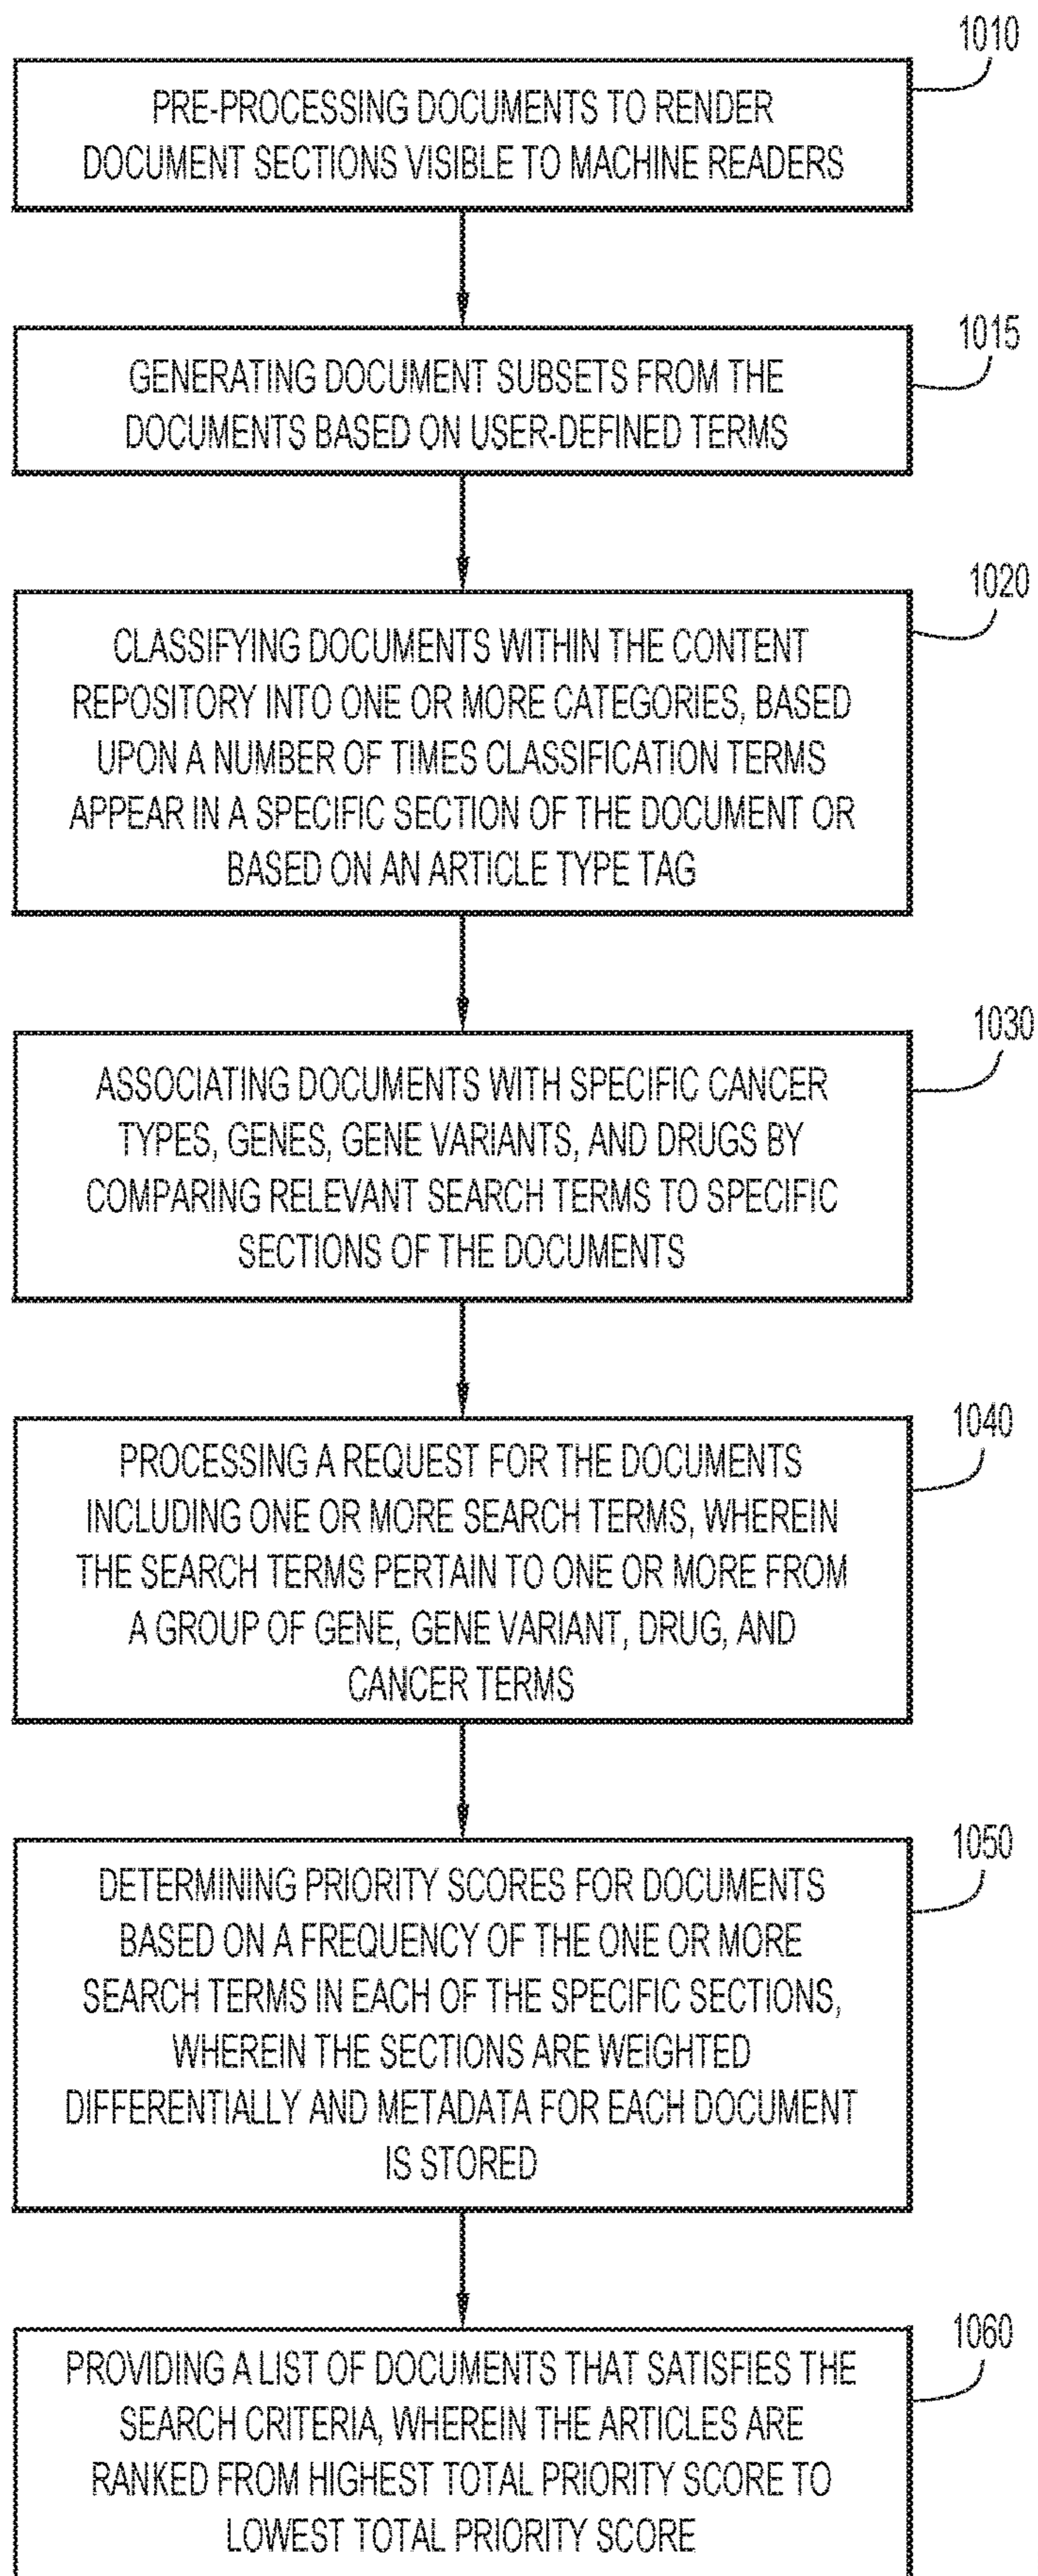 1010
PRE-PROCESSING DOCUMENTS TO RENDER
DOCUMENT SECTIONS VISIBLE TO MACHINE READERS
1015
GENERATING DOCUMENT SUBSETS FROM THE
DOCUMENTS BASED ON USER-DEFINED TERMS
1020
CLASSIFYING DOCUMENTS WITHIN THE CONTENT
REPOSITORY INTO ONE OR MORE CATEGORIES, BASED
UPON A NUMBER OF TIMES CLASSIFICATION TERMS
APPEAR IN A SPECIFIC SECTION OF THE DOCUMENT OR
BASED ON AN ARTICLE TYPE TAG
1030
ASSOCIATING DOCUMENTS WITH SPECIFIC CANCER
TYPES, GENES, GENE VARIANTS, AND DRUGS BY
COMPARING RELEVANT SEARCH TERMS TO SPECIFIC
SECTIONS OF THE DOCUMENTS
1040
PROCESSING A REQUEST FOR THE DOCUMENTS
INCLUDING ONE OR MORE SEARCH TERMS, WHEREIN
THE SEARCH TERMS PERTAIN TO ONE OR MORE FROM
A GROUP OF GENE, GENE VARIANT, DRUG, AND
CANCER TERMS
1050
DETERMINING PRIORITY SCORES FOR DOCUMENTS
BASED ON A FREQUENCY OF THE ONE OR MORE
SEARCH TERMS IN EACH OF THE SPECIFIC SECTIONS,
WHEREIN THE SECTIONS ARE WEIGHTED
DIFFERENTIALLY AND METADATA FOR EACH DOCUMENT
IS STORED
1060
PROVIDING A LIST OF DOCUMENTS THAT SATISFIES THE
SEARCH CRITERIA, WHEREIN THE ARTICLES ARE
RANKED FROM HIGHEST TOTAL PRIORITY SCORE TO
LOWEST TOTAL PRIORITY SCORE